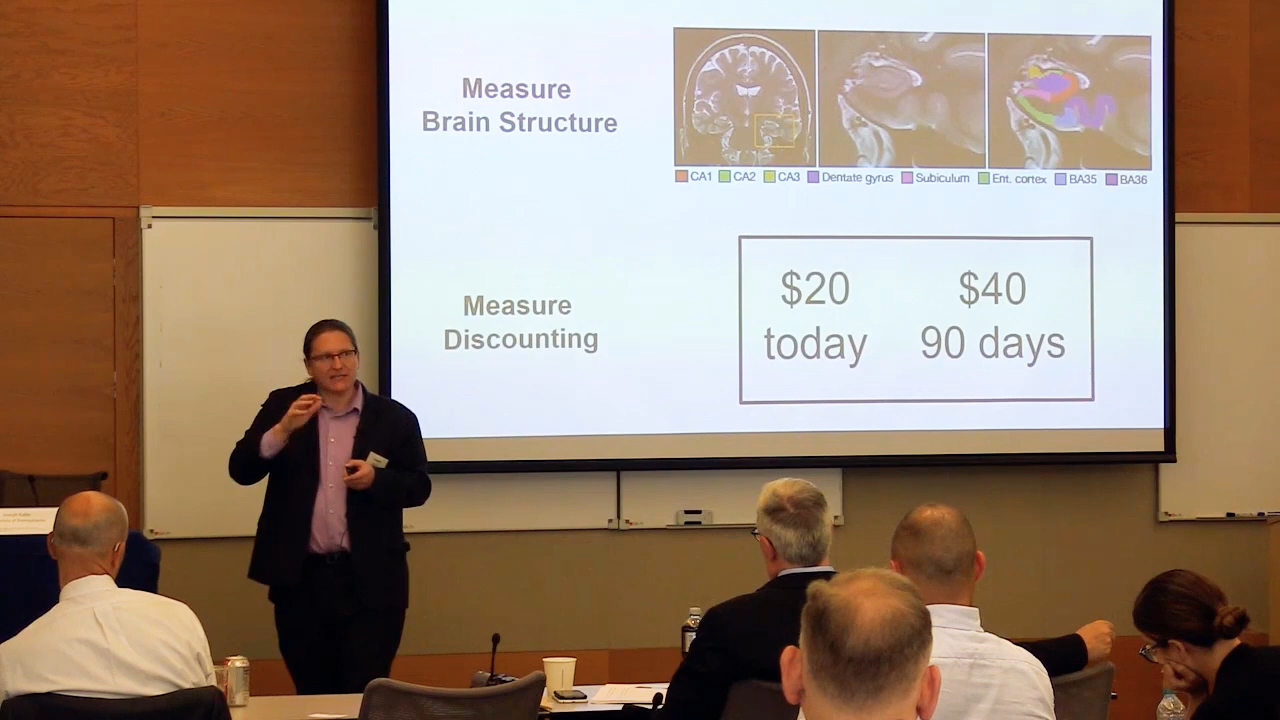 Measure
Brain Structure
CA1 CA2 CA3 Dentate gyrus Subiculum Ent. cortex BA35 BA36
Measure
Discounting
$20 $40
today 90 days